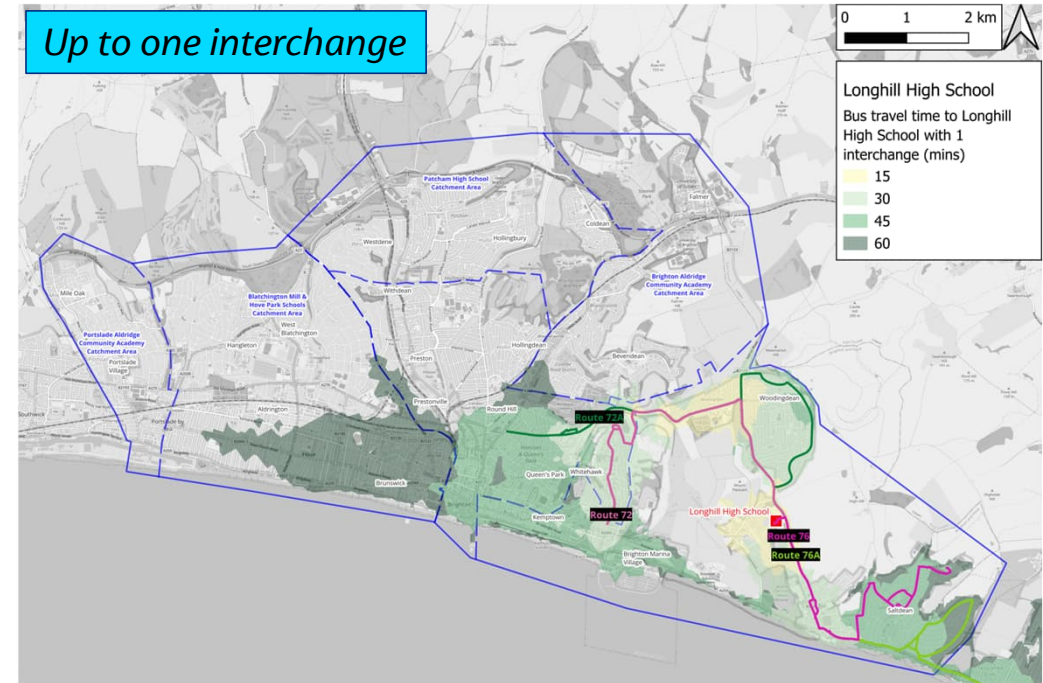 Up to one interchange
0 1 2 km
Longhill High School
Bus travel time to Longhill
High School with 1
interchange (mins)
15
30
45
60
Patcham High School
Catchment Area
Falmer
Coldean
Westdene
Hollingbury
Brighton Aldridge
Community Academy
Catchment Area
Withdean
Mile Oak
Blatchington Mill &
Hove Park Schools
Catchment Area
West
Blatchington
Portslade Aldridge
Community Academy
Catchment Area
Portslade
Village
Hangleton
Hollingdean
Preston
Bevendean
Woodingdean
Prestonville
Round Hill
Aldrington
Southwick
Portslade by
Route 72A
Hove
Queen's Park
Whitehawk
Brunswick
Brighton
Kemptown
Route 72
Longhill High School
Route 76
Route 76A
Brighton Marina
Village
Saltdean